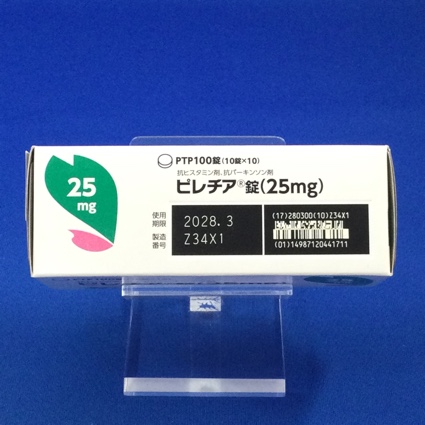 PTP100錠(10錠×10)
抗ヒスタミン剤、抗パーキンソン剤
ピレチア®錠(25mg)
25
mg
使用
期限
2028.3
製造
番号
Z34X1
(17)280300(10)Z34X1
(01)14987120441711